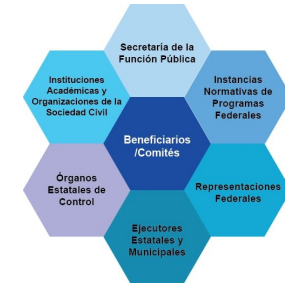 Secretaría de la
Función Pública
Instituciones
Académicas y
Organizaciones de la
Sociedad Civil
Instancias
Normativas de
Programas
Federales
Beneficiarios
/Comités
Órganos
Estatales de
Control
Representaciones
Federales
Ejecutores
Estatales y
Municipales